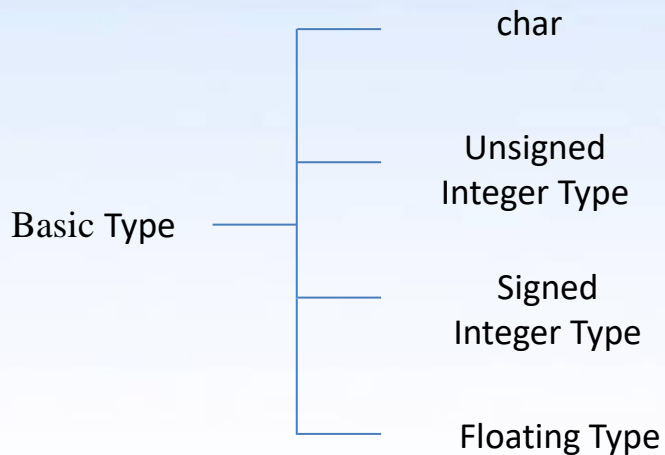 char
Unsigned
Integer Type
Basic Type
Signed
Integer Type
Floating Type